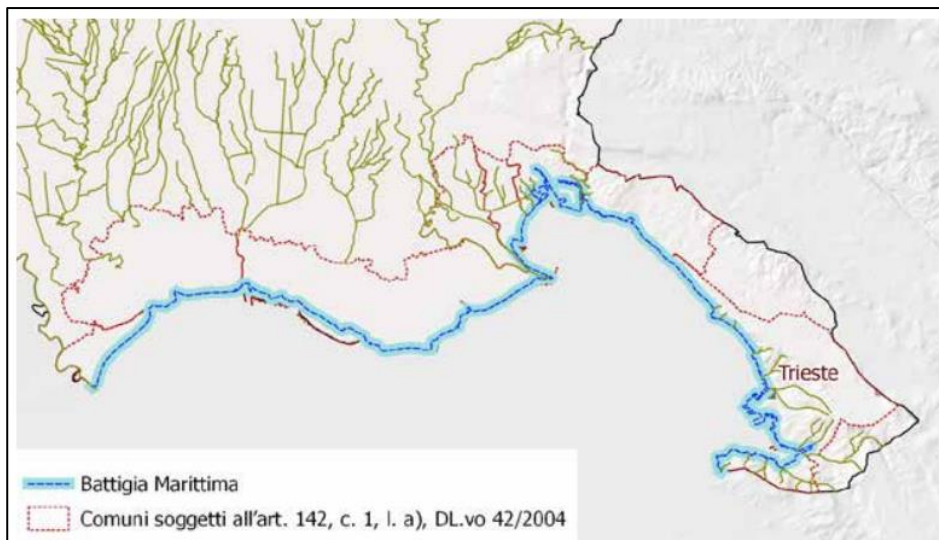 Trieste
Battigia Marittima
Comuni soggetti all'art. 142, c. 1, l. a), DL.vo 42/2004